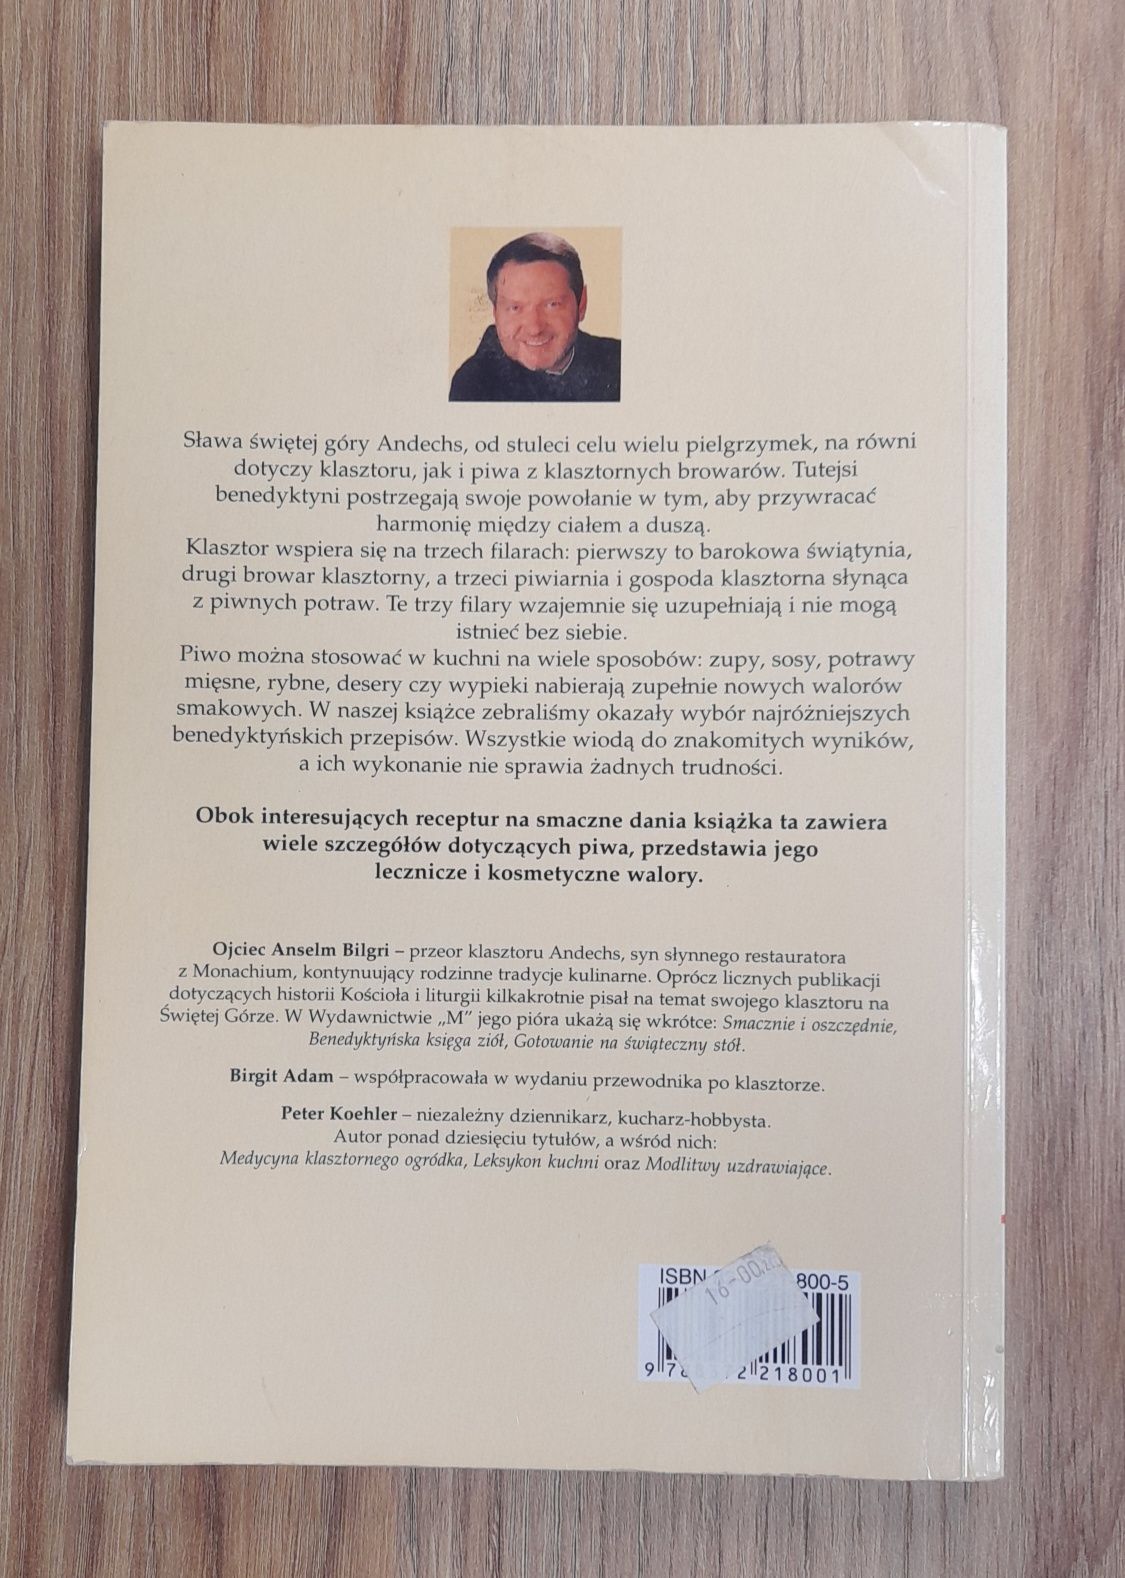 Sława świętej góry Andechs, od stuleci celu wielu pielgrzymek, na równi
dotyczy klasztoru, jak i piwa z klasztornych browarów. Tutejsi
benedyktyni postrzegają swoje powołanie w tym, aby przywracać
harmonię między ciałem a duszą.
Klasztor wspiera się na trzech filarach: pierwszy to barokowa świątynia,
drugi browar klasztorny, a trzeci piwiarnia i gospoda klasztorna słynąca
z piwnych potraw. Te trzy filary wzajemnie się uzupełniają i nie mogą
istnieć bez siebie.
Piwo można stosować w kuchni na wiele sposobów: zupy, sosy, potrawy
mięsne, rybne, desery czy wypieki nabierają zupełnie nowych walorów
smakowych. W naszej książce zebraliśmy okazały wybór najróżniejszych
benedyktyńskich przepisów. Wszystkie wiodą do znakomitych wyników,
a ich wykonanie nie sprawia żadnych trudności.
Obok interesujących receptur na smaczne dania książka ta zawiera
wiele szczegółów dotyczących piwa, przedstawia jego
lecznicze i kosmetyczne walory.
Ojciec Anselm Bilgri – przeor klasztoru Andechs, syn słynnego restauratora
z Monachium, kontynuujący rodzinne tradycje kulinarne. Oprócz licznych publikacji
dotyczących historii Kościoła i liturgii kilkakrotnie pisał na temat swojego klasztoru na
Świętej Górze. W Wydawnictwie „M" jego pióra ukażą się wkrótce: Smacznie i oszczędnie,
Benedyktyńska księga ziół, Gotowanie na świąteczny stół.
Birgit Adam – współpracowała w wydaniu przewodnika po klasztorze.
Peter Koehler – niezależny dziennikarz, kucharz-hobbysta.
Autor ponad dziesięciu tytułów, a wśród nich:
Medycyna klasztornego ogródka, Leksykon kuchni oraz Modlitwy uzdrawiające.
ISBN 800-5
16-00
9 2 218001